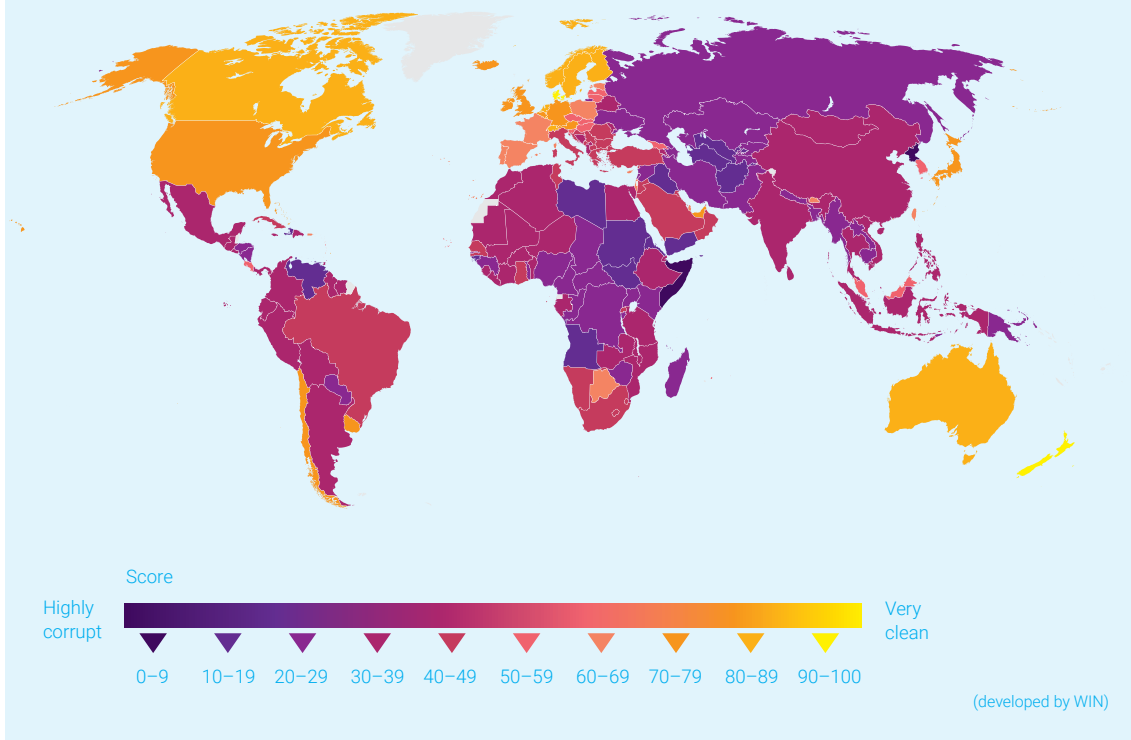 Score
Highly
corrupt
Very
clean
0–9 10–19 20–29 30–39 40–49 50–59 60–69 70–79 80–89 90–100
(developed by WIN)